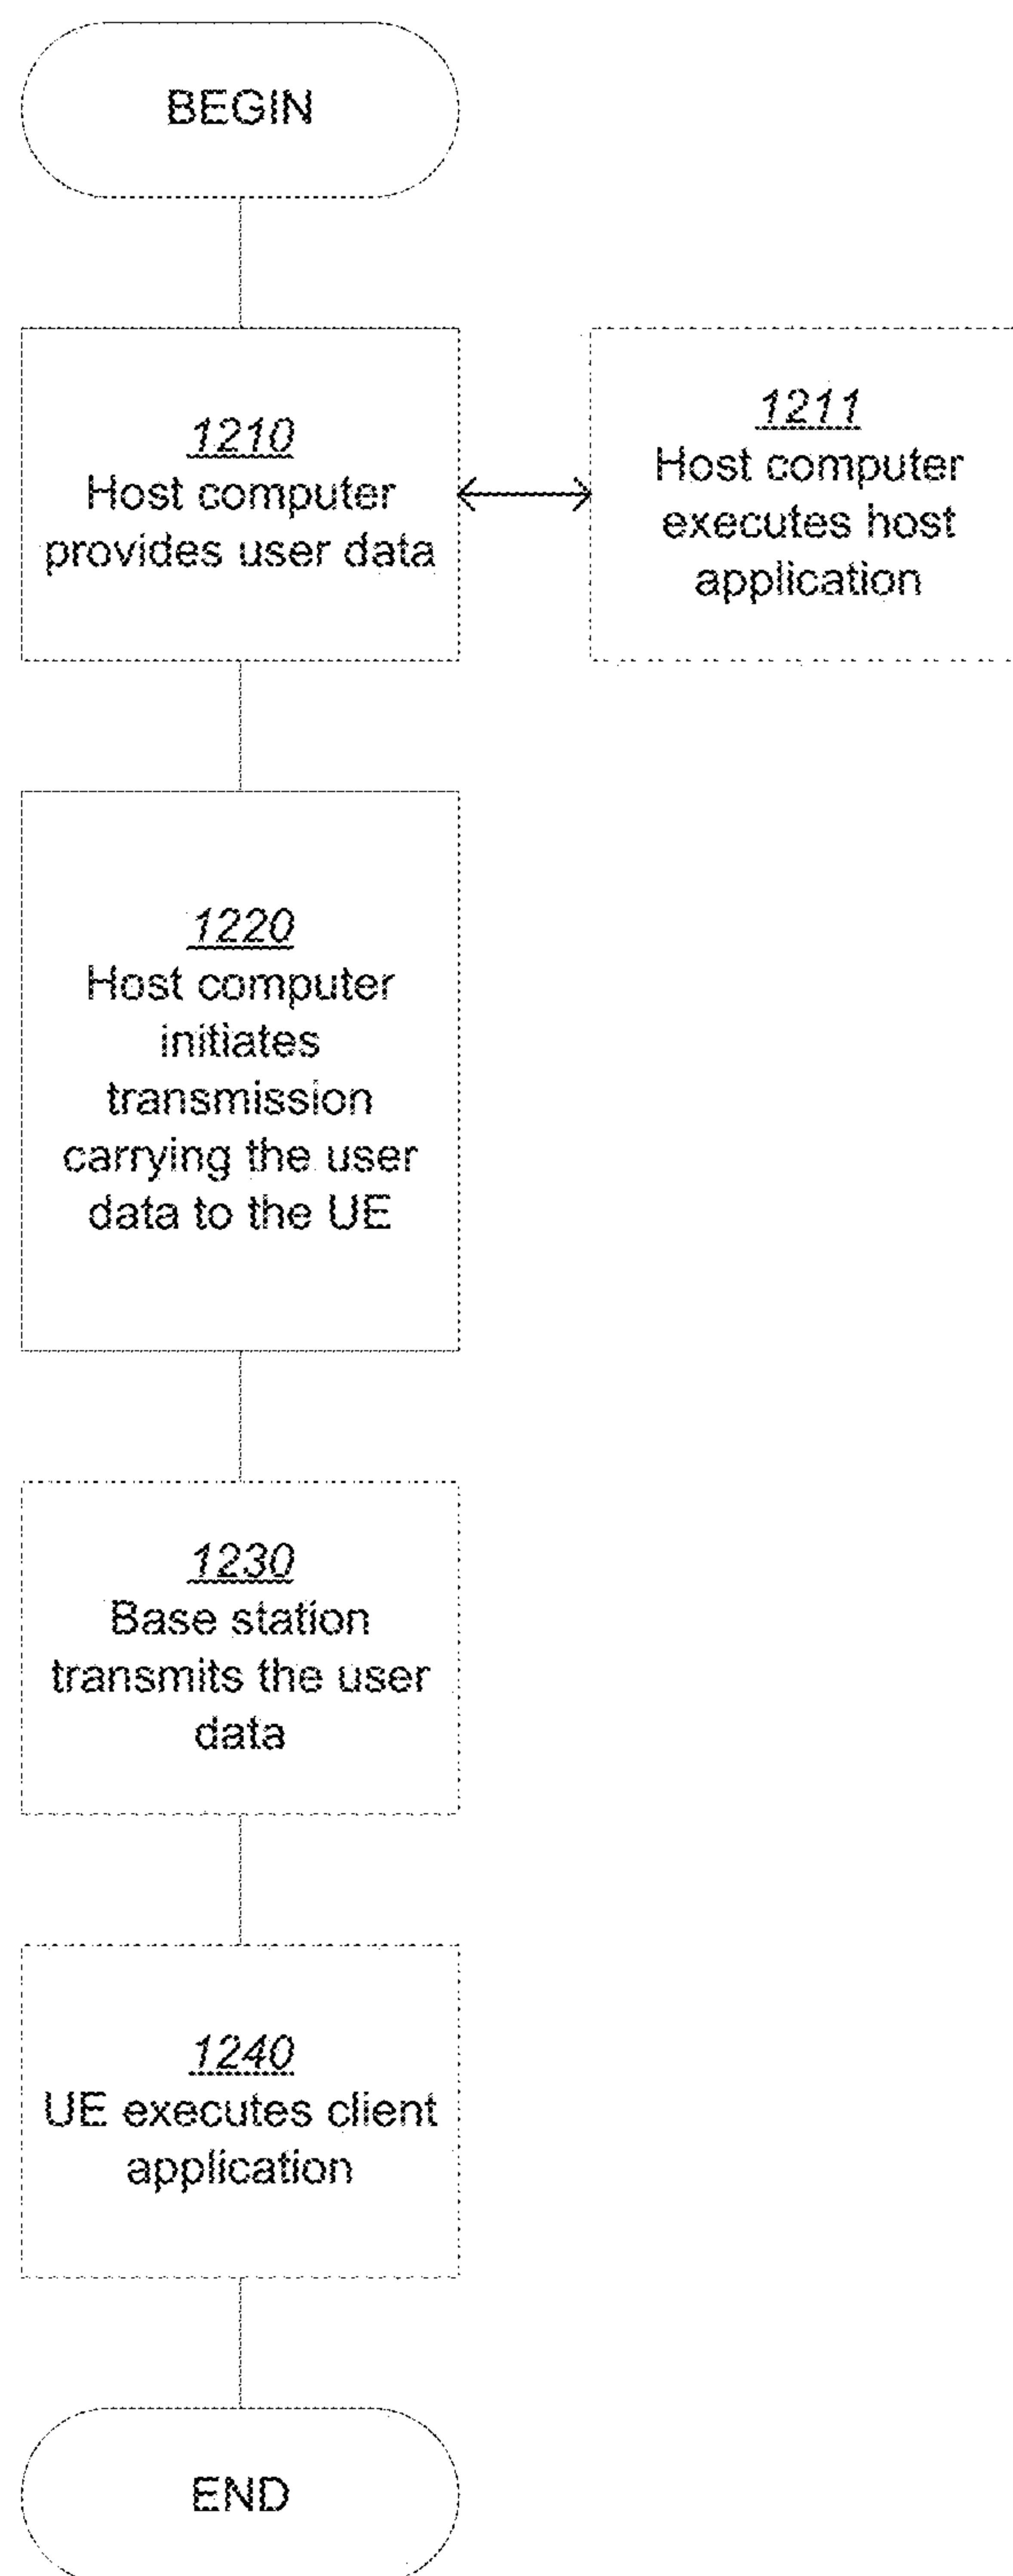 BEGIN
1210
Host computer
provides user data
1211
Host computer
executes host
application
1220
Host computer
initiates
transmission
carrying the user
data to the UE
1230
Base station
transmits the user
data
1240
UE executes client
application
END